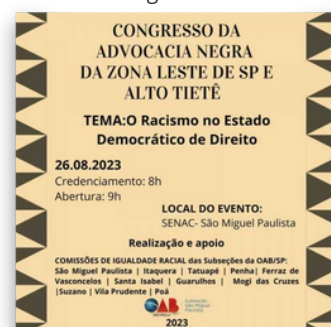 CONGRESSO DA
ADVOCACIA NEGRA
DA ZONA LESTE DE SP E
ALTO TIETÊ
TEMA:O Racismo no Estado
Democrático de Direito
26.08.2023
Credenciamento: 8h
Abertura: 9h
LOCAL DO EVENTO:
SENAC- São Miguel Paulista
Realização e apoio
COMISSÕES DE IGUALDADE RACIAL das Subseções da OAB/SP:
São Miguel Paulista | Itaquera | Tatuapé | Penha| Ferraz de
Vasconcelos | Santa Isabel | Guarulhos | Mogi das Cruzes
|Suzano | Vila Prudente | Poá
OAB
2023